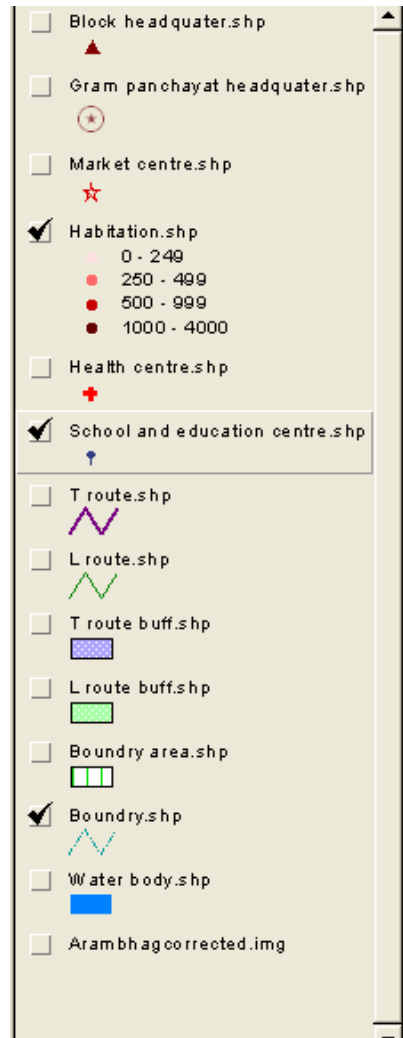 Block headquater.shp
Gram panchayat headquater.shp
Market centre.shp
Habitation.shp
0 - 249
250 - 499
500 - 999
1000 - 4000
Health centre.shp
School and education centre.shp
T route.shp
L route.shp
T route buff.shp
L route buff.shp
Boundry area.shp
Boundry.shp
Water body.shp
Arambhagcorrected.img